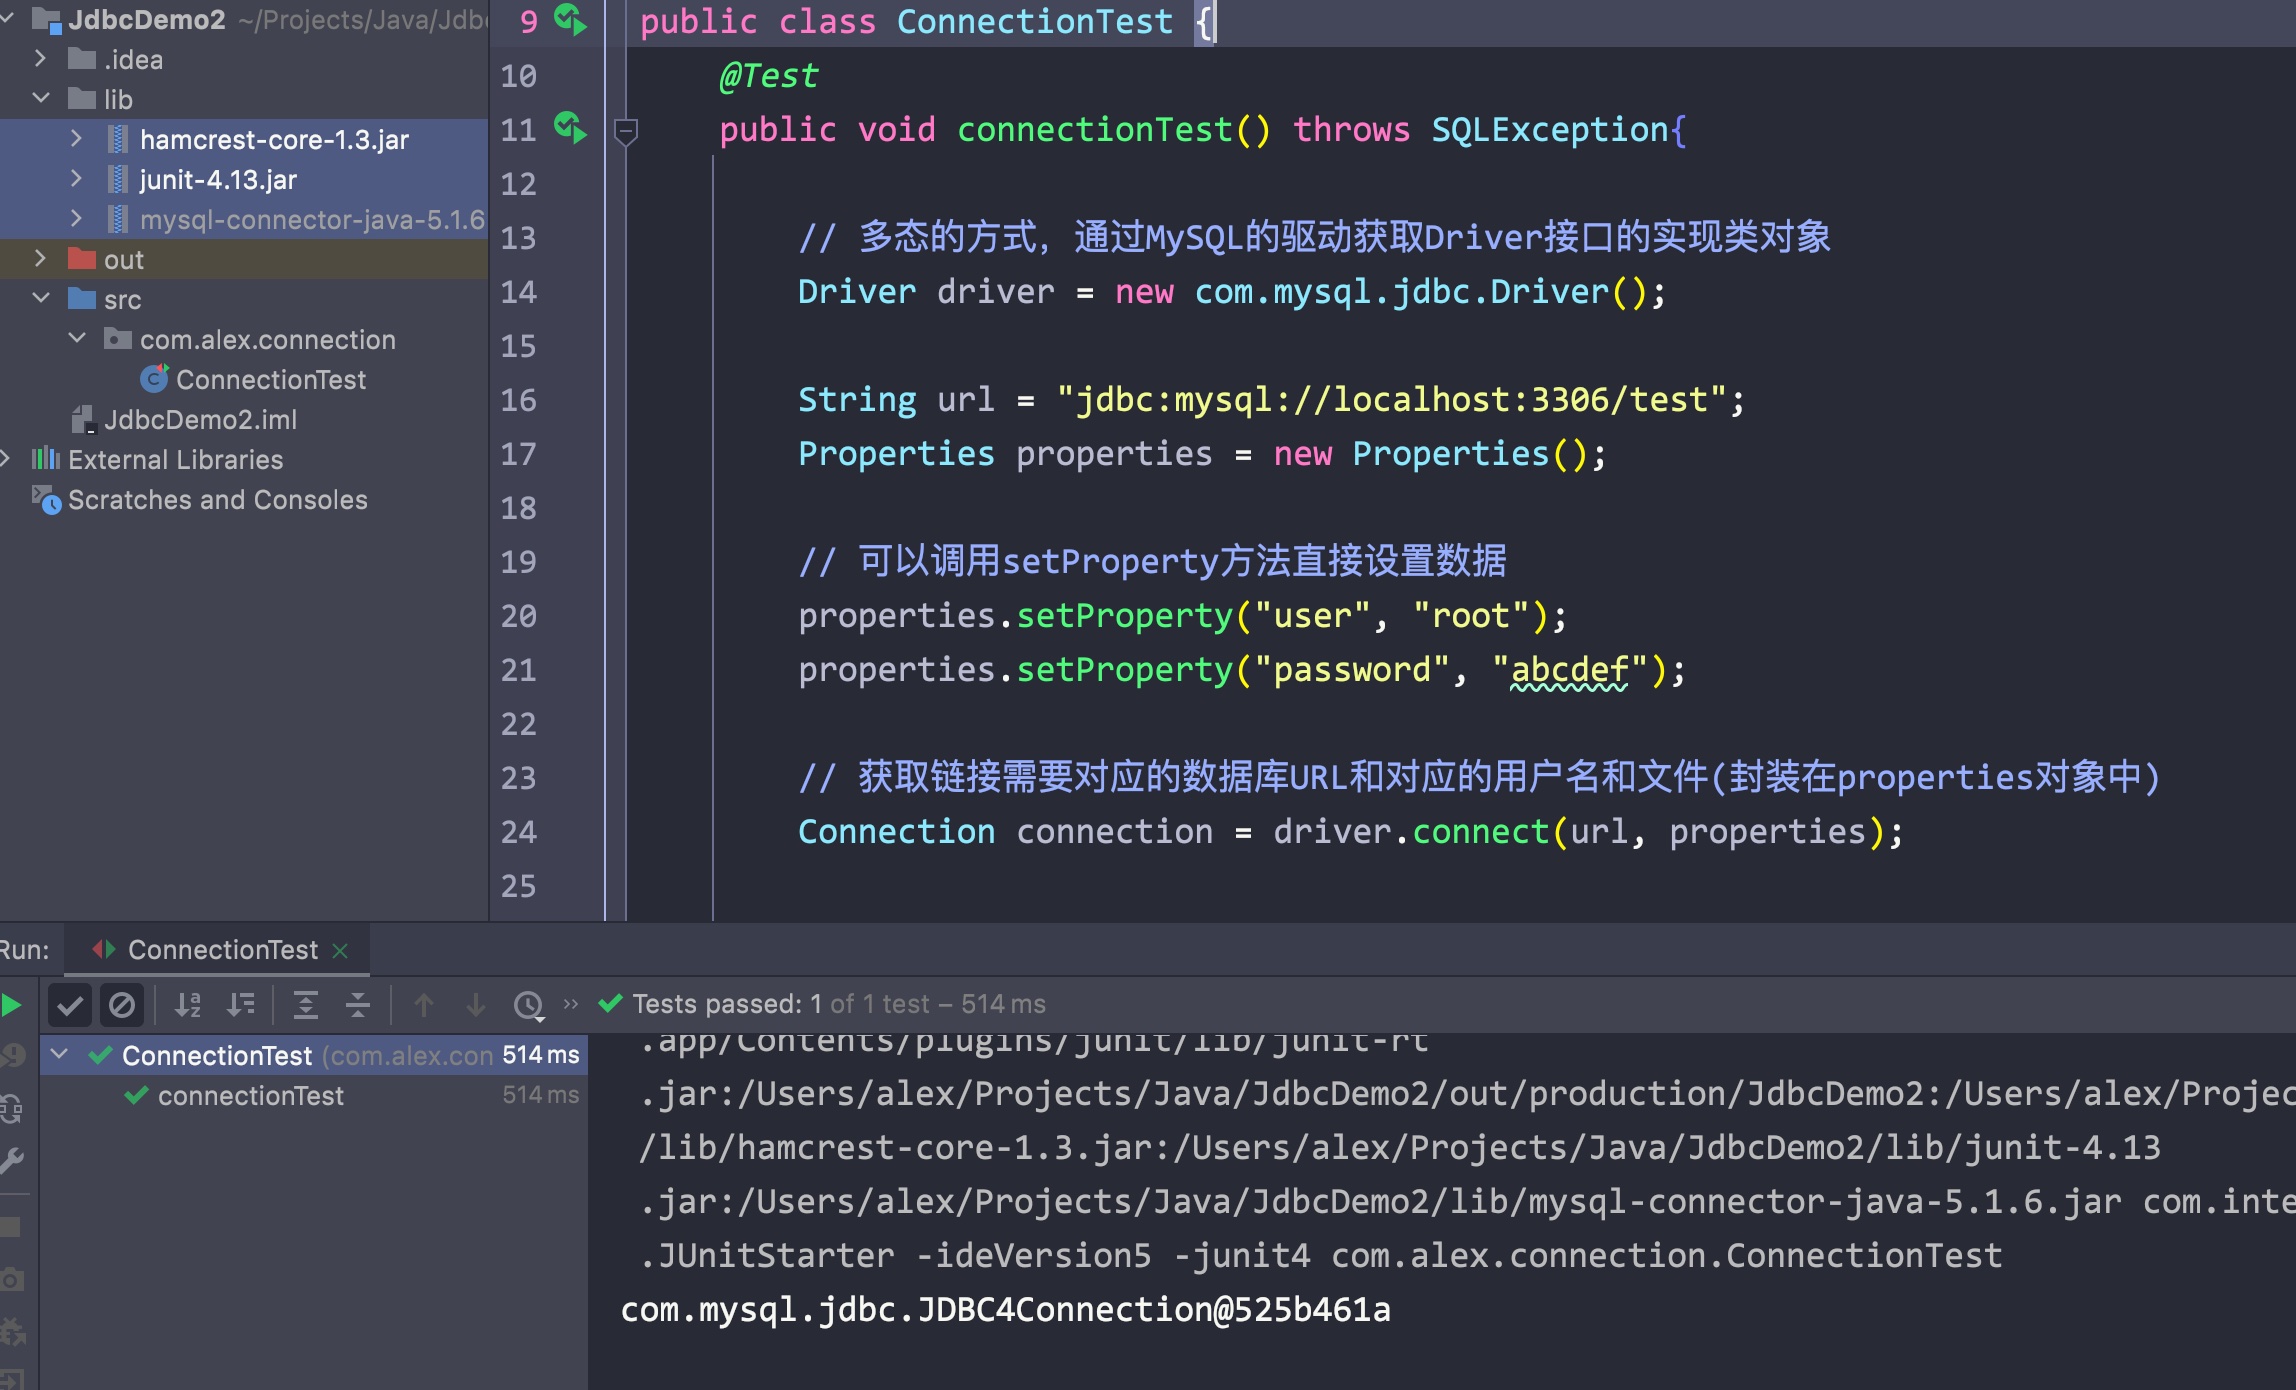 JdbcDemo2 ~/Projects/Java/Jdb
.idea
lib
hamcrest-core-1.3.jar
junit-4.13.jar
mysql-connector-java-5.1.6
out
src
com.alex.connection
ConnectionTest
JdbcDemo2.iml
External Libraries
Scratches and Consoles
9 public class ConnectionTest {
10 @Test
11 public void connectionTest() throws SQLException{
12
13 // 多态的方式，通过MySQL的驱动获取Driver接口的实现类对象
14 Driver driver = new com.mysql.jdbc.Driver();
15
16 String url = "jdbc:mysql://localhost:3306/test";
17 Properties properties = new Properties();
18
19 // 可以调用setProperty方法直接设置数据
20 properties.setProperty("user", "root");
21 properties.setProperty("password", "abcdef");
22
23 // 获取链接需要对应的数据库URL和对应的用户名和文件(封装在properties对象中)
24 Connection connection = driver.connect(url, properties);
25
Run: ConnectionTest
Tests passed: 1 of 1 test – 514 ms
ConnectionTest (com.alex.con 514 ms
connectionTest 514 ms
.app/Contents/plugins/junit/lib/junit-rt
.jar:/Users/alex/Projects/Java/JdbcDemo2/out/production/JdbcDemo2:/Users/alex/Projec
/lib/hamcrest-core-1.3.jar:/Users/alex/Projects/Java/JdbcDemo2/lib/junit-4.13
.jar:/Users/alex/Projects/Java/JdbcDemo2/lib/mysql-connector-java-5.1.6.jar com.inte
.JUnitStarter -ideVersion5 -junit4 com.alex.connection.ConnectionTest
com.mysql.jdbc.JDBC4Connection@525b461a